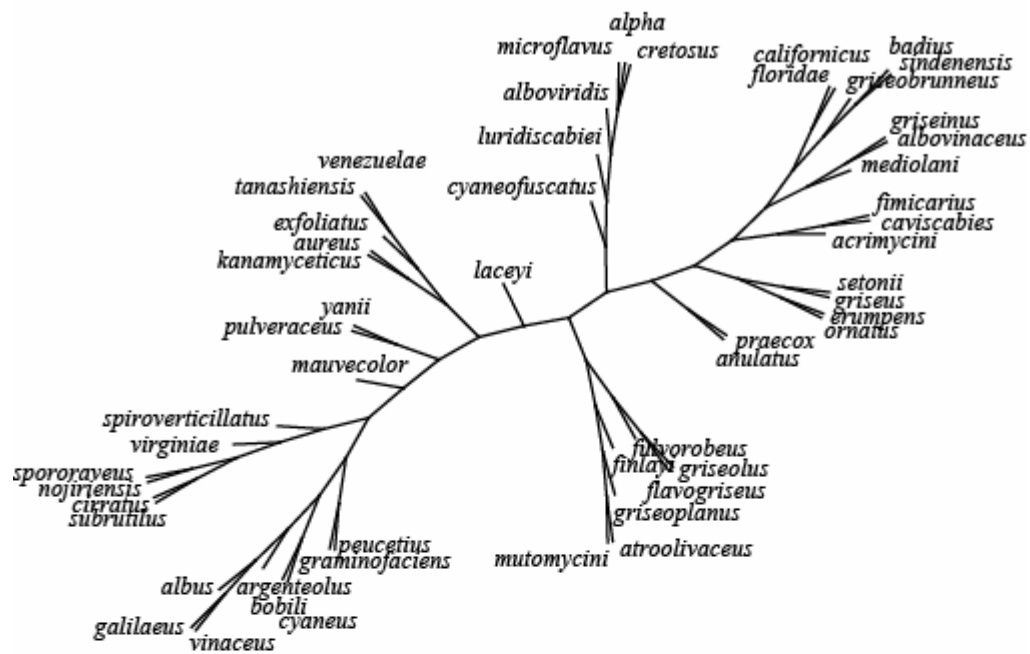 alpha
microflavus
cretosus
californicus
badius
floridae
sindenensis
griseobrunneus
alboviridis
griseinus
luridiscabiei
albovinaceus
venezuelae
mediolani
tanashiensis
cyaneofuscatus
fimicarius
exfoliatus
caviscabies
aureus
acrimycini
kanamyceticus
laceyi
setonii
yanii
griseus
pulveraceus
erumpens
ornatus
praecox
mauvecolor
anulatus
spiroverticillatus
virginiae
fulvorobeus
spororaveus
finlayi
griseolus
nojiriensis
flavogriseus
cirratus
griseoplanus
subrutilus
peucetius
atroolivaceus
graminofaciens
mutomycini
albus
argenteolus
bobili
cyaneus
galilaeus
vinaceus